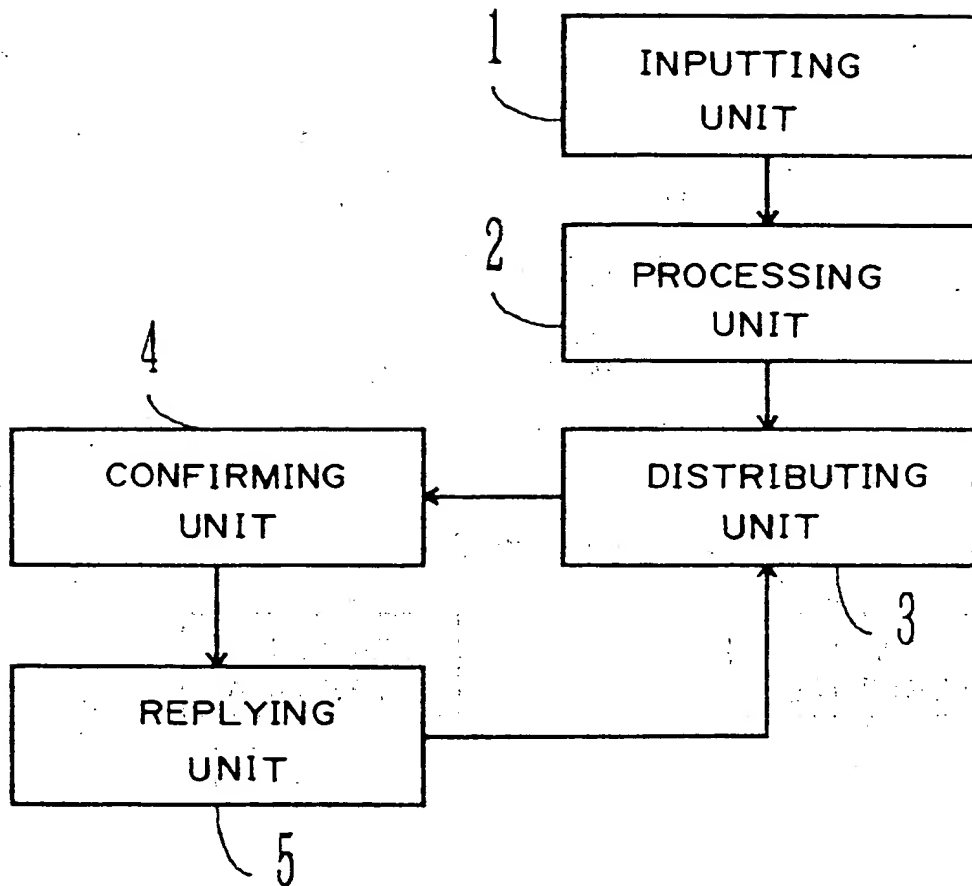 1
INPUTTING
UNIT
2
PROCESSING
UNIT
4
CONFIRMING
UNIT
DISTRIBUTING
UNIT
3
REPLYING
UNIT
5